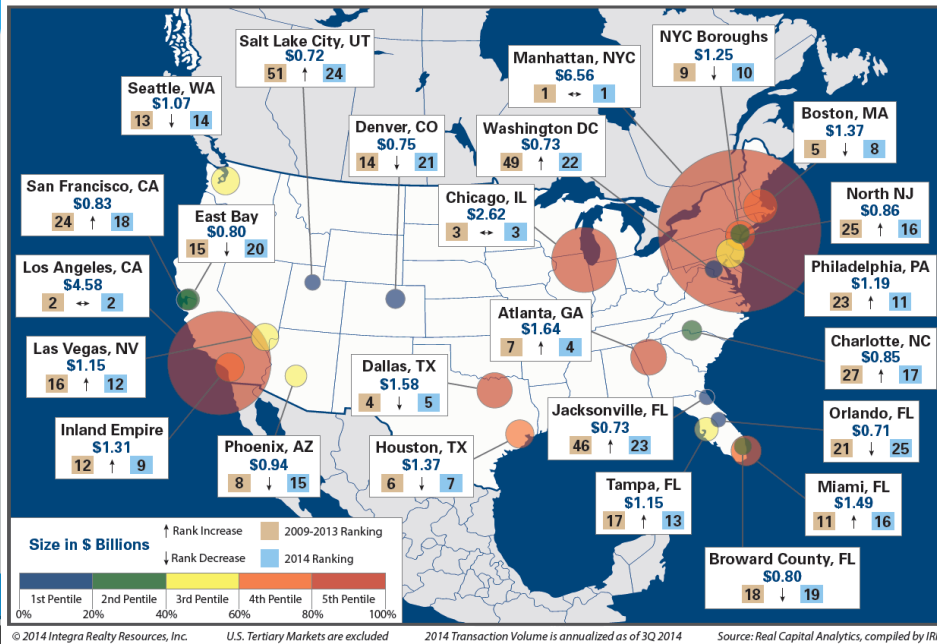 Salt Lake City, UT
$0.72
51 ↑ 24
NYC Boroughs
$1.25
9 ↓ 10
Manhattan, NYC
$6.56
1 ↔ 1
Seattle, WA
$1.07
13 ↓ 14
Boston, MA
$1.37
5 ↓ 8
Denver, CO
$0.75
14 ↓ 21
Washington DC
$0.73
49 ↑ 22
San Francisco, CA
$0.83
24 ↑ 18
North NJ
$0.86
25 ↑ 16
Chicago, IL
$2.62
3 ↔ 3
East Bay
$0.80
15 ↓ 20
Los Angeles, CA
$4.58
2 ↔ 2
Philadelphia, PA
$1.19
23 ↑ 11
Atlanta, GA
$1.64
7 ↑ 4
Charlotte, NC
$0.85
27 ↑ 17
Las Vegas, NV
$1.15
16 ↑ 12
Dallas, TX
$1.58
4 ↓ 5
Jacksonville, FL
$0.73
46 ↑ 23
Orlando, FL
$0.71
21 ↓ 25
Inland Empire
$1.31
12 ↑ 9
Phoenix, AZ
$0.94
8 ↓ 15
Houston, TX
$1.37
6 ↓ 7
Tampa, FL
$1.15
17 ↑ 13
Miami, FL
$1.49
11 ↑ 16
Broward County, FL
$0.80
18 ↓ 19
Size in $ Billions
↑ Rank Increase
2009-2013 Ranking
↓ Rank Decrease
2014 Ranking
1st Pentile 2nd Pentile 3rd Pentile 4th Pentile 5th Pentile
0% 20% 40% 60% 80% 100%
© 2014 Integra Realty Resources, Inc. U.S. Tertiary Markets are excluded 2014 Transaction Volume is annualized as of 3Q 2014 Source: Real Capital Analytics, compiled by